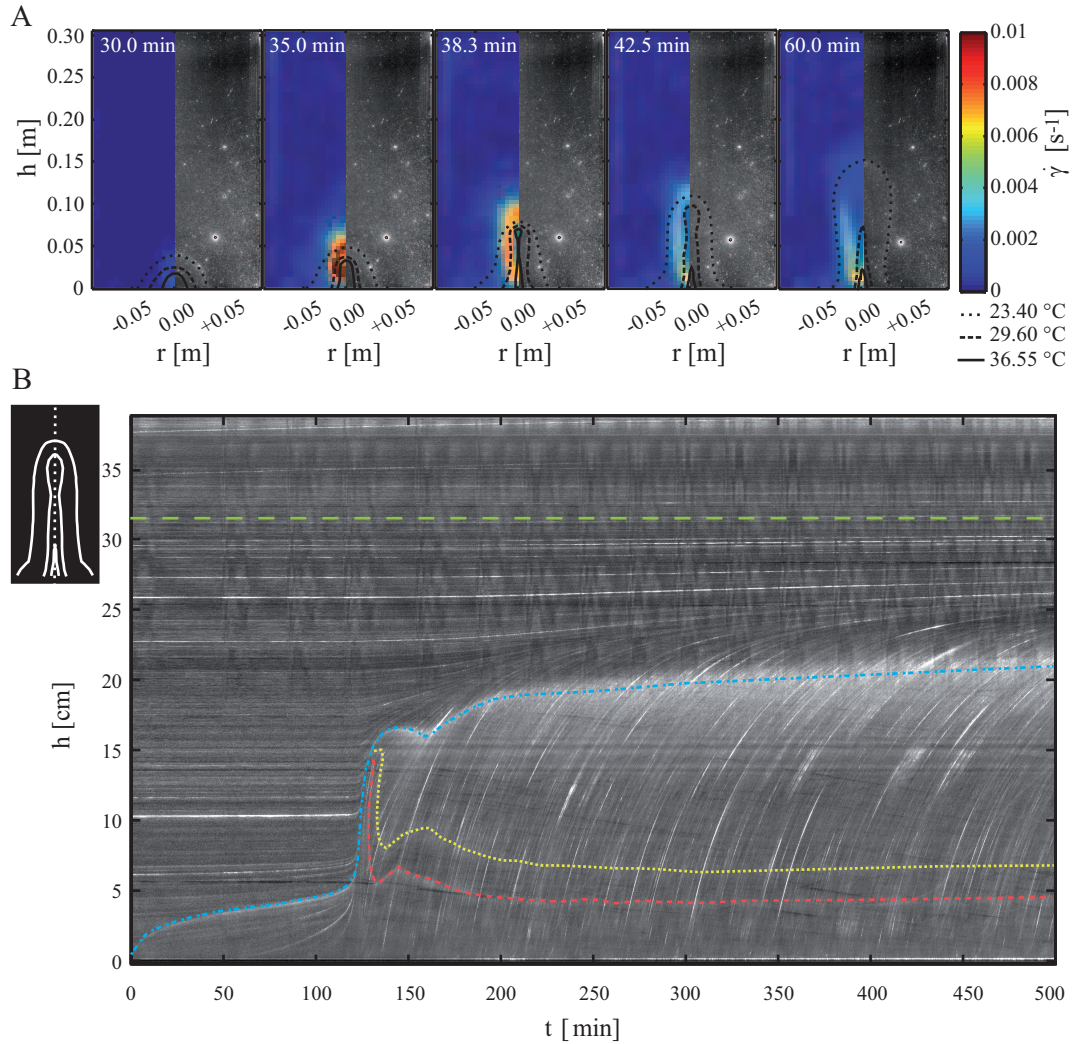 A
30.0 min 35.0 min 38.3 min 42.5 min 60.0 min
0.30
0.25
0.20
0.15
0.10
0.05
0
h [m]
-0.05 0.00 +0.05 -0.05 0.00 +0.05 -0.05 0.00 +0.05 -0.05 0.00 +0.05 -0.05 0.00 +0.05
r [m] r [m] r [m] r [m] r [m]
0.01
0.008
0.006
0.004
0.002
0
γ̇ [s-1]
23.40 °C
29.60 °C
36.55 °C
B
35
30
25
20
15
10
5
0
h [cm]
0 50 100 150 200 250 300 350 400 450 500
t [min]